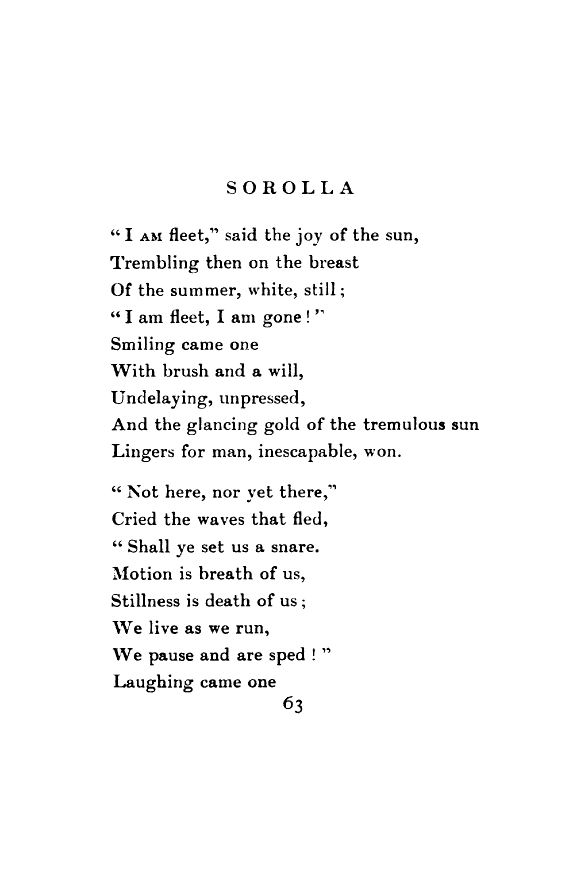 SOROLLA
“ I AM fleet,” said the joy of the sun,
Trembling then on the breast
Of the summer, white, still ;
“ I am fleet, I am gone ! ”
Smiling came one
With brush and a will,
Undelaying, unpressed,
And the glancing gold of the tremulous sun
Lingers for man, inescapable, won.
“ Not here, nor yet there,”
Cried the waves that fled,
“ Shall ye set us a snare.
Motion is breath of us,
Stillness is death of us ;
We live as we run,
We pause and are sped ! ”
Laughing came one
63